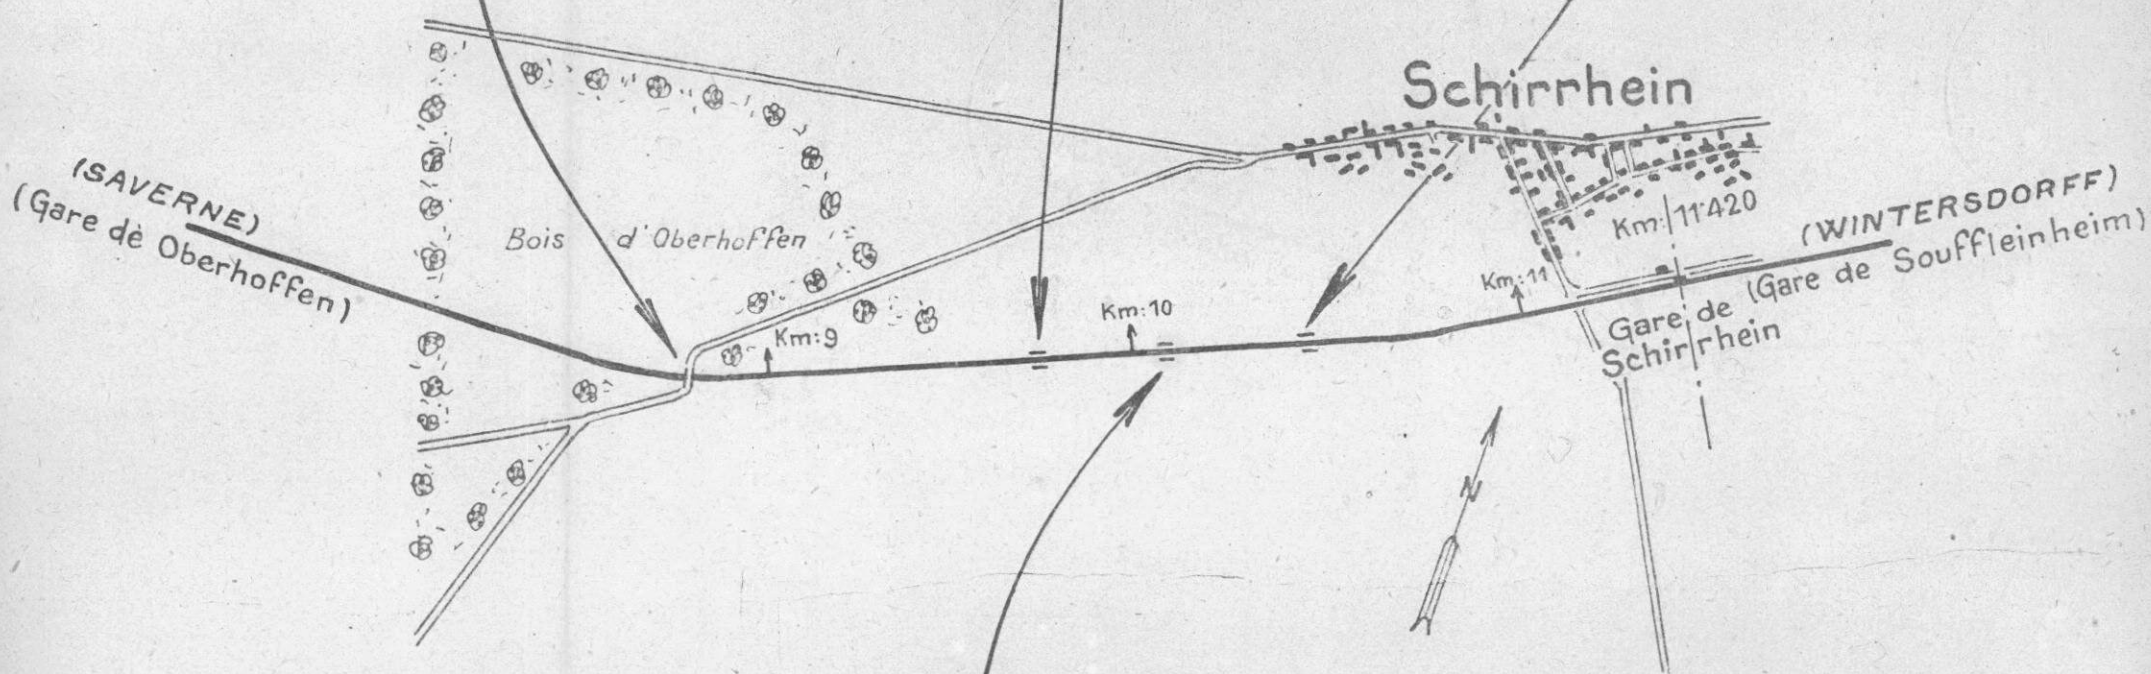 Schirrhein
(SAVERNE)
(Gare de Oberhoffen)
Bois d'Oberhoffen
Km: 11'420
(WINTERSDORFF)
(Gare de Souffleinheim)
Km: 11
Km: 10
Km: 9
Gare de
Schirrhein
N